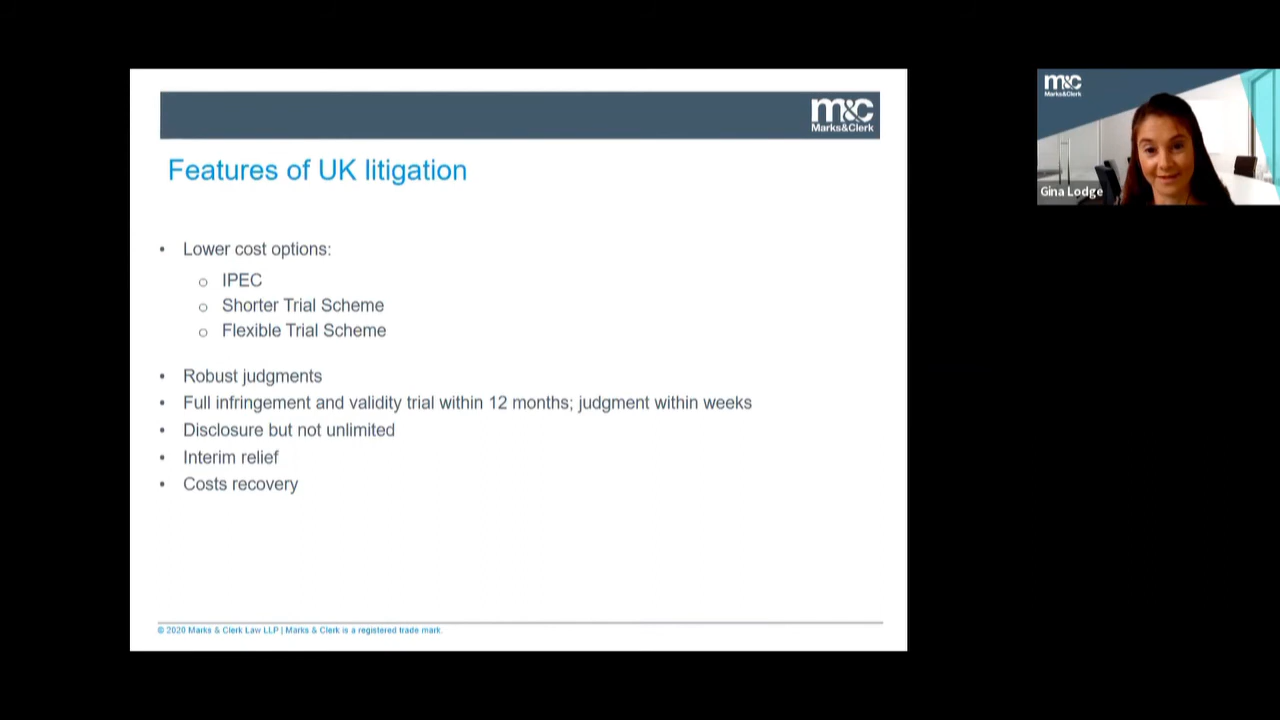 m&c
Marks&Clerk
Features of UK litigation
• Lower cost options:
o IPEC
o Shorter Trial Scheme
o Flexible Trial Scheme
• Robust judgments
• Full infringement and validity trial within 12 months; judgment within weeks
• Disclosure but not unlimited
• Interim relief
• Costs recovery
© 2020 Marks & Clerk Law LLP | Marks & Clerk is a registered trade mark.
m&c
Marks&Clerk
Gina Lodge